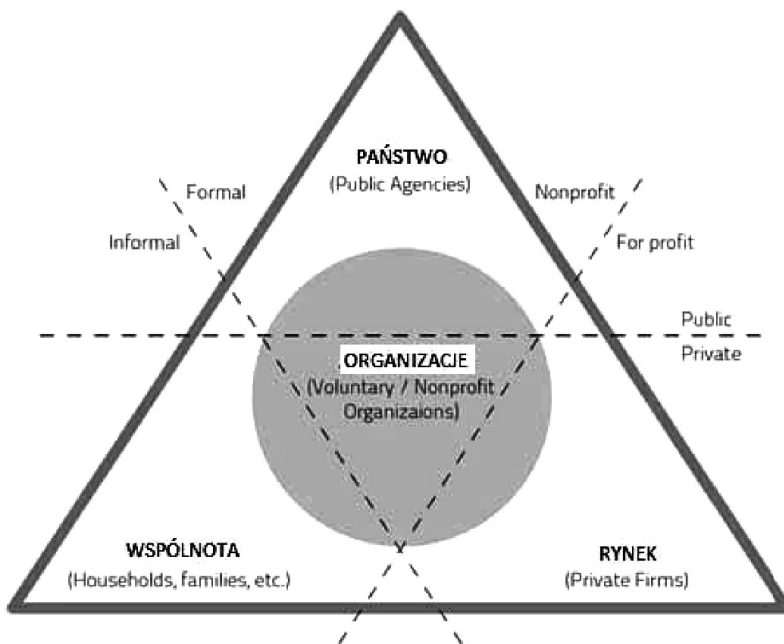 PAŃSTWO
(Public Agencies)
Formal
Nonprofit
Informal
For profit
Public
Private
ORGANIZACJE
(Voluntary / Nonprofit
Organizaions)
WSPÓLNOTA
(Households, families, etc.)
RYNEK
(Private Firms)